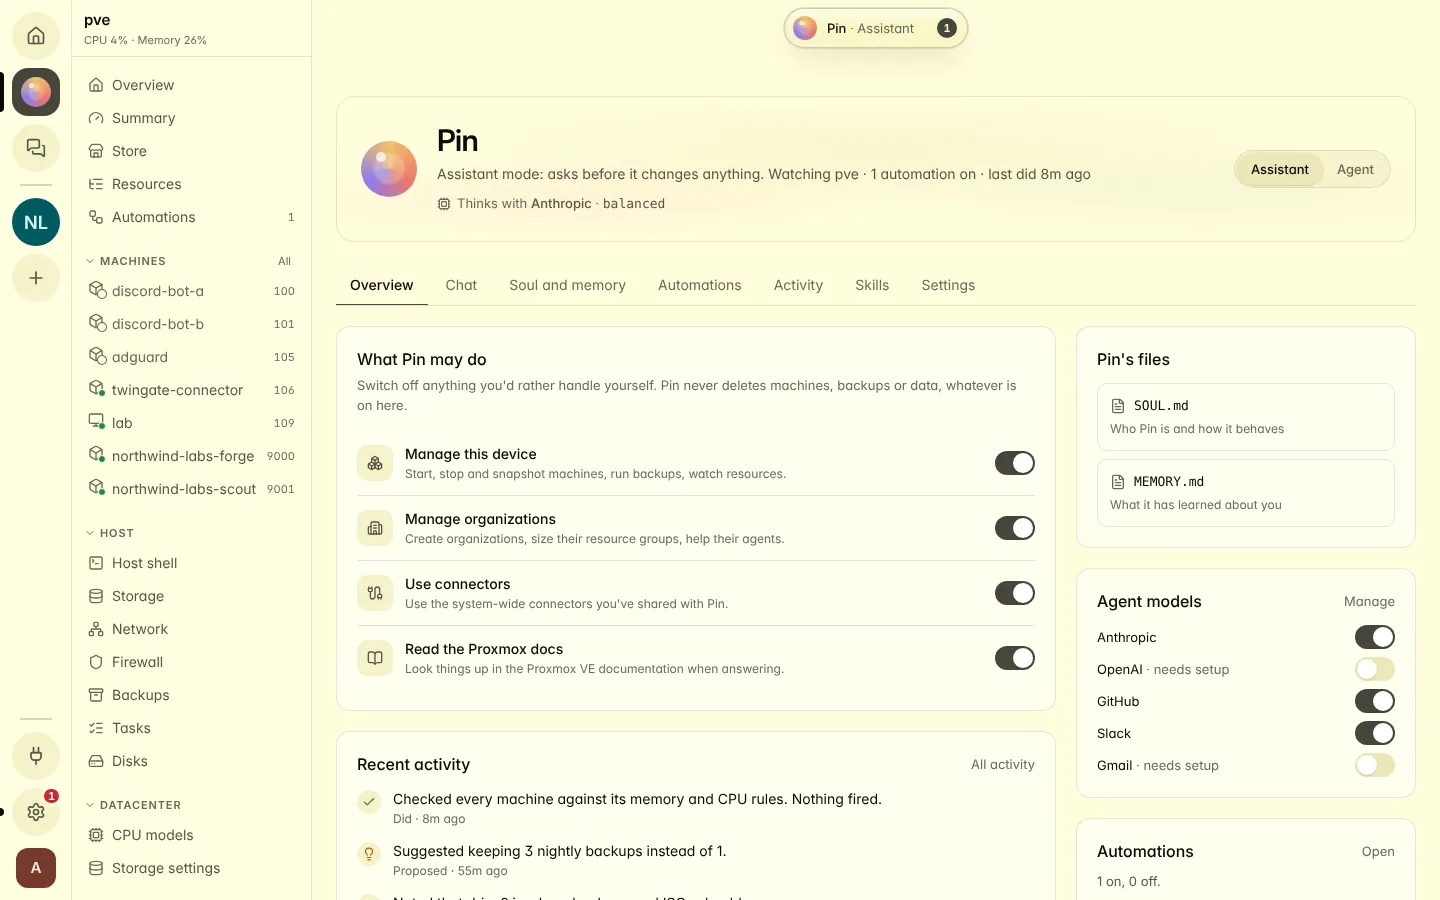 pve
CPU 4% · Memory 26%
Overview
Summary
Store
Resources
Automations 1
MACHINES All
discord-bot-a 100
discord-bot-b 101
adguard 105
twingate-connector 106
lab 109
northwind-labs-forge 9000
northwind-labs-scout 9001
HOST
Host shell
Storage
Network
Firewall
Backups
Tasks
Disks
DATACENTER
CPU models
Storage settings
NL
1
A
Pin · Assistant 1
Pin
Assistant mode: asks before it changes anything. Watching pve · 1 automation on · last did 8m ago
Thinks with Anthropic · balanced
Assistant Agent
Overview Chat Soul and memory Automations Activity Skills Settings
What Pin may do
Switch off anything you'd rather handle yourself. Pin never deletes machines, backups or data, whatever is
on here.
Manage this device
Start, stop and snapshot machines, run backups, watch resources.
Manage organizations
Create organizations, size their resource groups, help their agents.
Use connectors
Use the system-wide connectors you've shared with Pin.
Read the Proxmox docs
Look things up in the Proxmox VE documentation when answering.
Recent activity All activity
Checked every machine against its memory and CPU rules. Nothing fired.
Did · 8m ago
Suggested keeping 3 nightly backups instead of 1.
Proposed · 55m ago
Pin's files
SOUL.md
Who Pin is and how it behaves
MEMORY.md
What it has learned about you
Agent models Manage
Anthropic
OpenAI · needs setup
GitHub
Slack
Gmail · needs setup
Automations Open
1 on, 0 off.